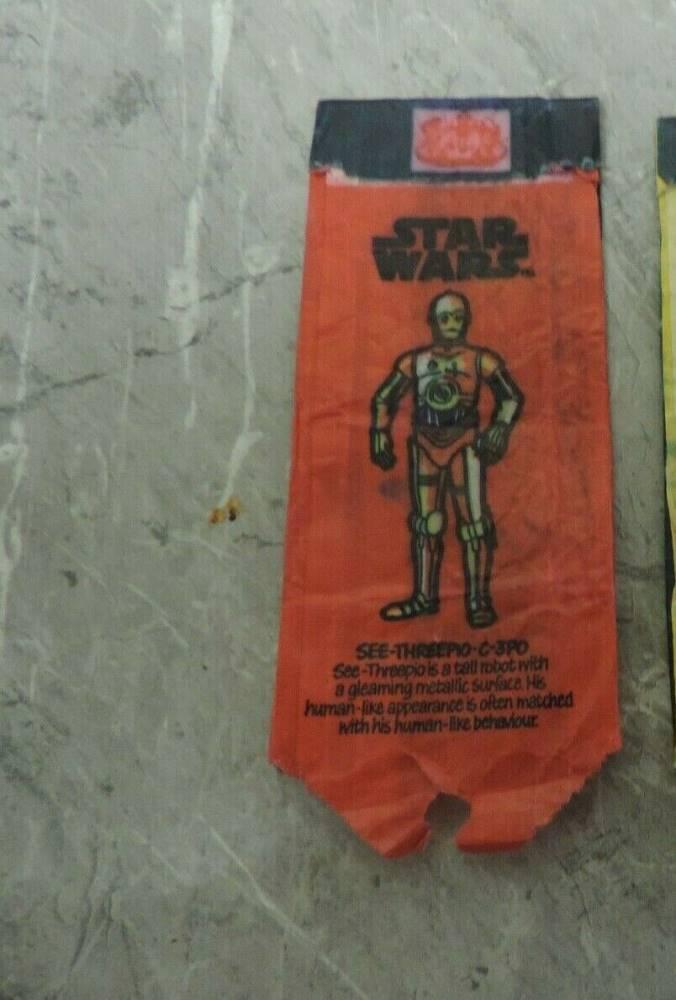 STAR
WARS
SEE-THREEPIO-C-3PO
See-Threepio is a tall robot with
a gleaming metallic surface. His
human-like appearance is often matched
with his human-like behaviour.